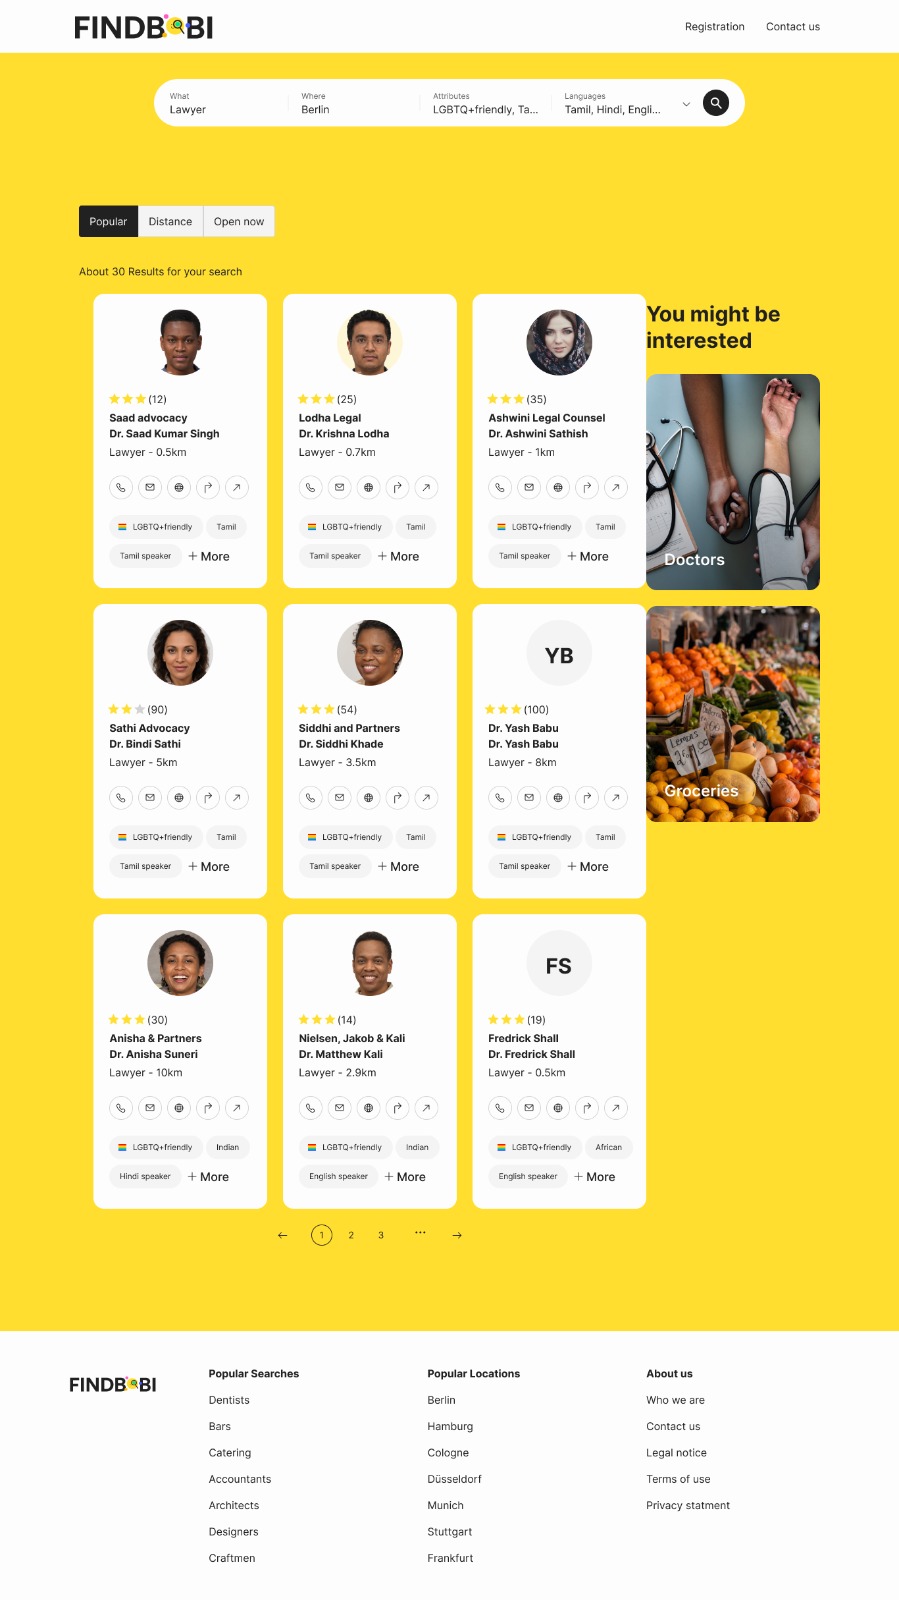 FINDBOBI
Registration
Contact us
What
Where
Attributes
Languages
Lawyer
Berlin
LGBTQ+friendly, Ta...
Tamil, Hindi, Engli...
Popular
Distance
Open now
About 30 Results for your search
(12)
Saad advocacy
Dr. Saad Kumar Singh
Lawyer - 0.5km
LGBTQ+friendly
Tamil
Tamil speaker
+ More
(25)
Lodha Legal
Dr. Krishna Lodha
Lawyer - 0.7km
LGBTQ+friendly
Tamil
Tamil speaker
+ More
(35)
Ashwini Legal Counsel
Dr. Ashwini Sathish
Lawyer - 1km
LGBTQ+friendly
Tamil
Tamil speaker
+ More
You might be
interested
Doctors
(90)
Sathi Advocacy
Dr. Bindi Sathi
Lawyer - 5km
LGBTQ+friendly
Tamil
Tamil speaker
+ More
(54)
Siddhi and Partners
Dr. Siddhi Khade
Lawyer - 3.5km
LGBTQ+friendly
Tamil
Tamil speaker
+ More
YB
(100)
Dr. Yash Babu
Dr. Yash Babu
Lawyer - 8km
LGBTQ+friendly
Tamil
Tamil speaker
+ More
Lemons
Groceries
(30)
Anisha & Partners
Dr. Anisha Suneri
Lawyer - 10km
LGBTQ+friendly
Indian
Hindi speaker
+ More
(14)
Nielsen, Jakob & Kali
Dr. Matthew Kali
Lawyer - 2.9km
LGBTQ+friendly
Indian
English speaker
+ More
FS
(19)
Fredrick Shall
Dr. Fredrick Shall
Lawyer - 0.5km
LGBTQ+friendly
African
English speaker
+ More
← 1 2 3 ... →
FINDBOBI
Popular Searches
Dentists
Bars
Catering
Accountants
Architects
Designers
Craftmen
Popular Locations
Berlin
Hamburg
Cologne
Düsseldorf
Munich
Stuttgart
Frankfurt
About us
Who we are
Contact us
Legal notice
Terms of use
Privacy statment